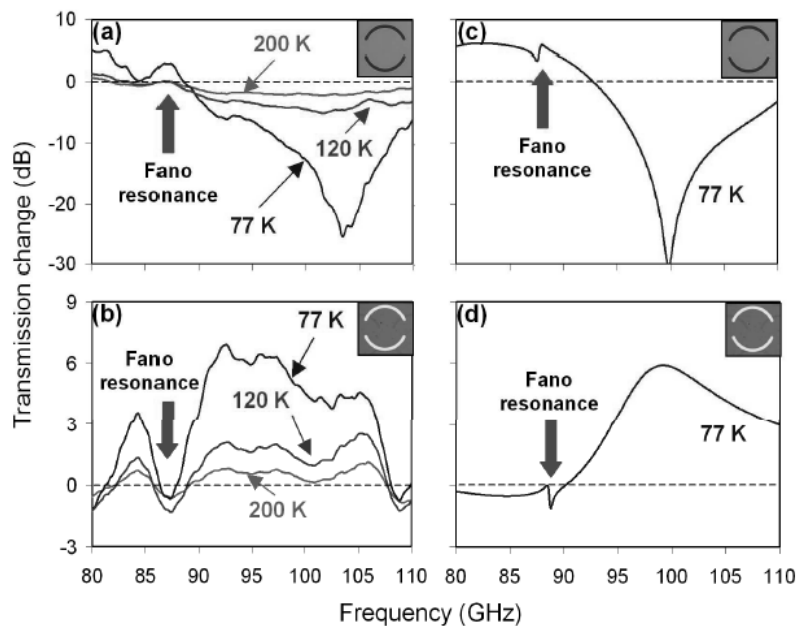 Transmission change (dB)
10
0
-10
-20
-30
(a)
200 K
120 K
Fano
resonance
77 K
(c)
Fano
resonance
77 K
9
6
3
0
-3
(b)
77 K
Fano
resonance
120 K
200 K
80 85 90 95 100 105 110
(d)
Fano
resonance
77 K
80 85 90 95 100 105 110
Frequency (GHz)